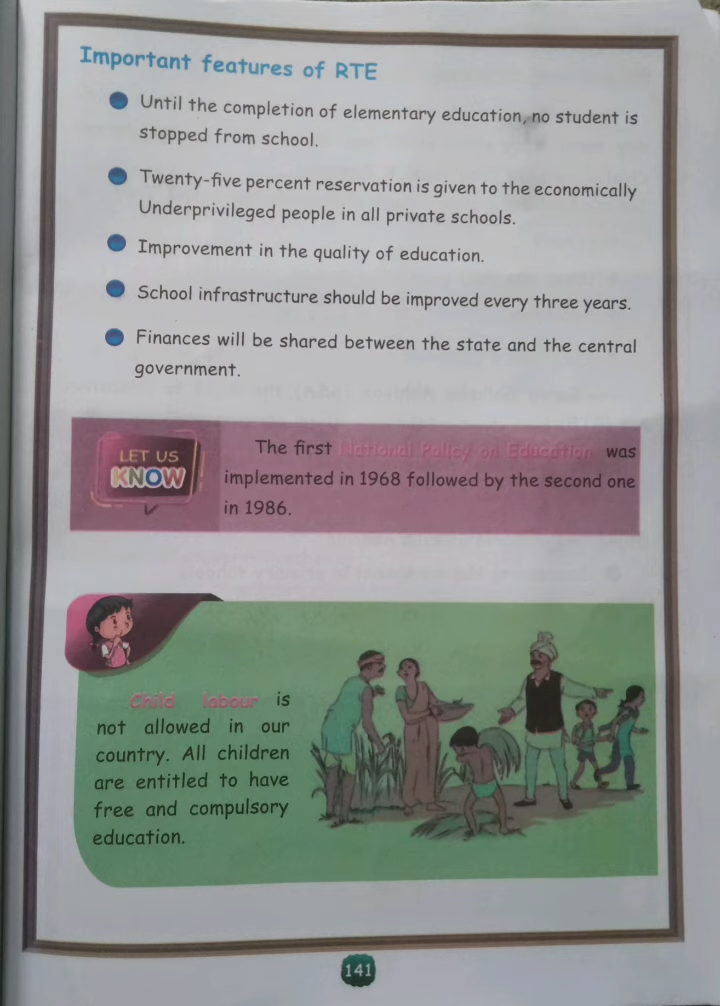 Important features of RTE
Until the completion of elementary education, no student is
stopped from school.
Twenty-five percent reservation is given to the economically
Underprivileged people in all private schools.
Improvement in the quality of education.
School infrastructure should be improved every three years.
Finances will be shared between the state and the central
government.
LET US
KNOW
The first National Policy on Education was
implemented in 1968 followed by the second one
in 1986.
Child labour is
not allowed in our
country. All children
are entitled to have
free and compulsory
education.
141